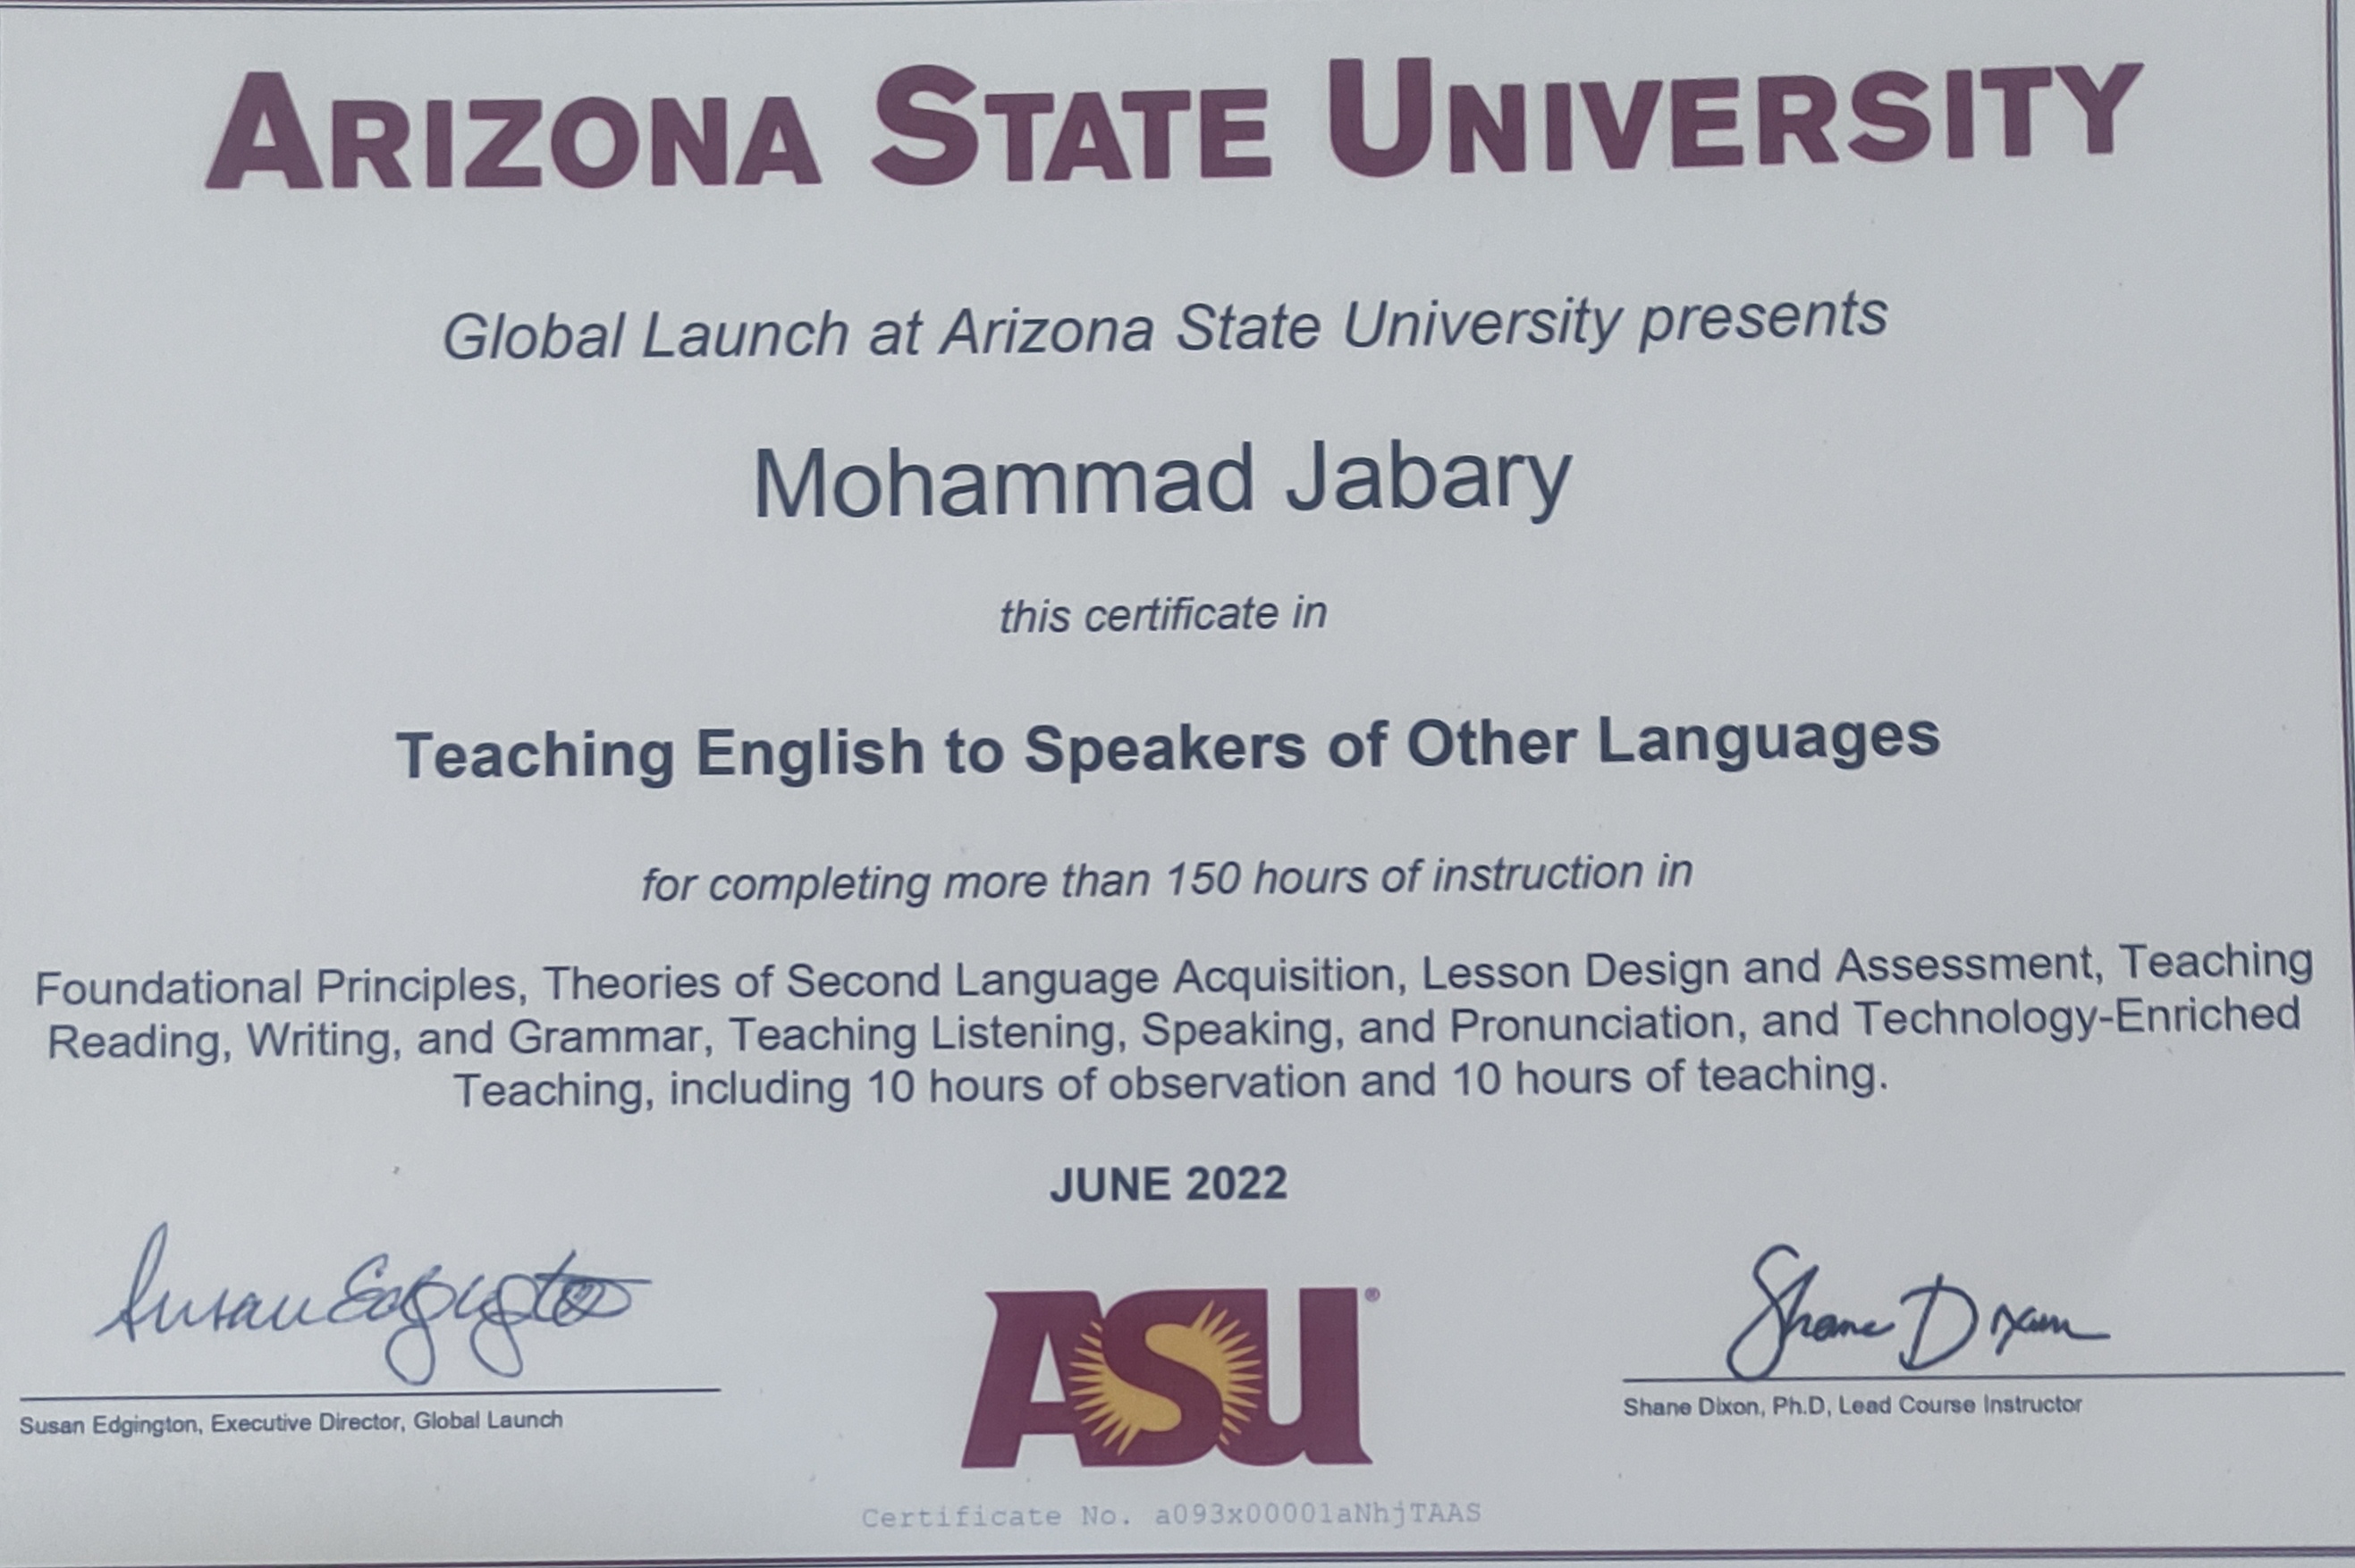 ARIZONA STATE UNIVERSITY
Global Launch at Arizona State University presents
Mohammad Jabary
this certificate in
Teaching English to Speakers of Other Languages
for completing more than 150 hours of instruction in
Foundational Principles, Theories of Second Language Acquisition, Lesson Design and Assessment, Teaching
Reading, Writing, and Grammar, Teaching Listening, Speaking, and Pronunciation, and Technology-Enriched
Teaching, including 10 hours of observation and 10 hours of teaching.
JUNE 2022
Susan Edgington
Shane Dixon
Susan Edgington, Executive Director, Global Launch
ASU®
Shane Dixon, Ph.D, Lead Course Instructor
Certificate No. a093x00001aNhjTAAS